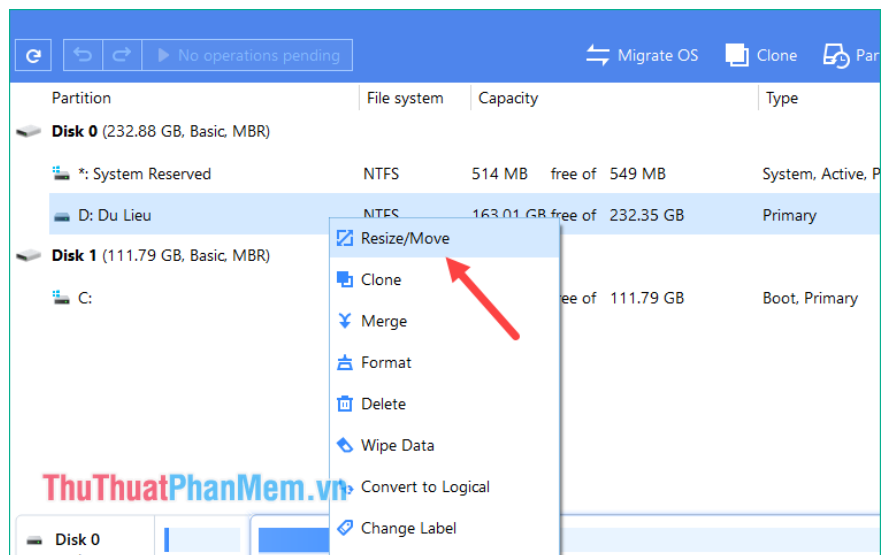 No operations pending Migrate OS Clone Par
Partition File system Capacity Type
Disk 0 (232.88 GB, Basic, MBR)
*: System Reserved NTFS 514 MB free of 549 MB System, Active, P
D: Du Lieu NTFS 163.01 GB free of 232.35 GB Primary
Resize/Move
Disk 1 (111.79 GB, Basic, MBR)
Clone
C: ee of 111.79 GB Boot, Primary
Merge
Format
Delete
Wipe Data
ThuThuatPhanMem.vn
Convert to Logical
Change Label
Disk 0